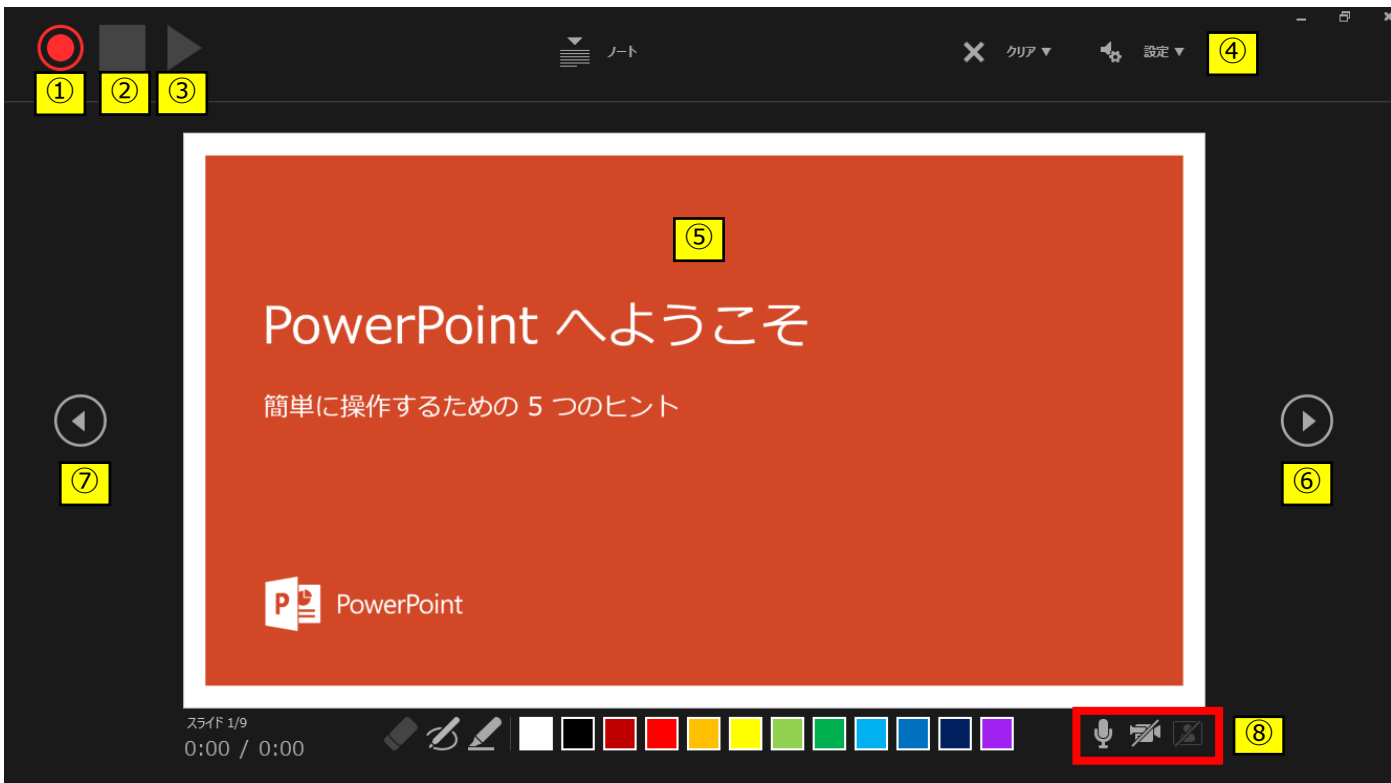 ノート
クリア ▼
設定 ▼
④
①
②
③
⑤
PowerPoint へようこそ
簡単に操作するための 5 つのヒント
⑦
⑥
P
PowerPoint
スライド 1/9
0:00 / 0:00
⑧